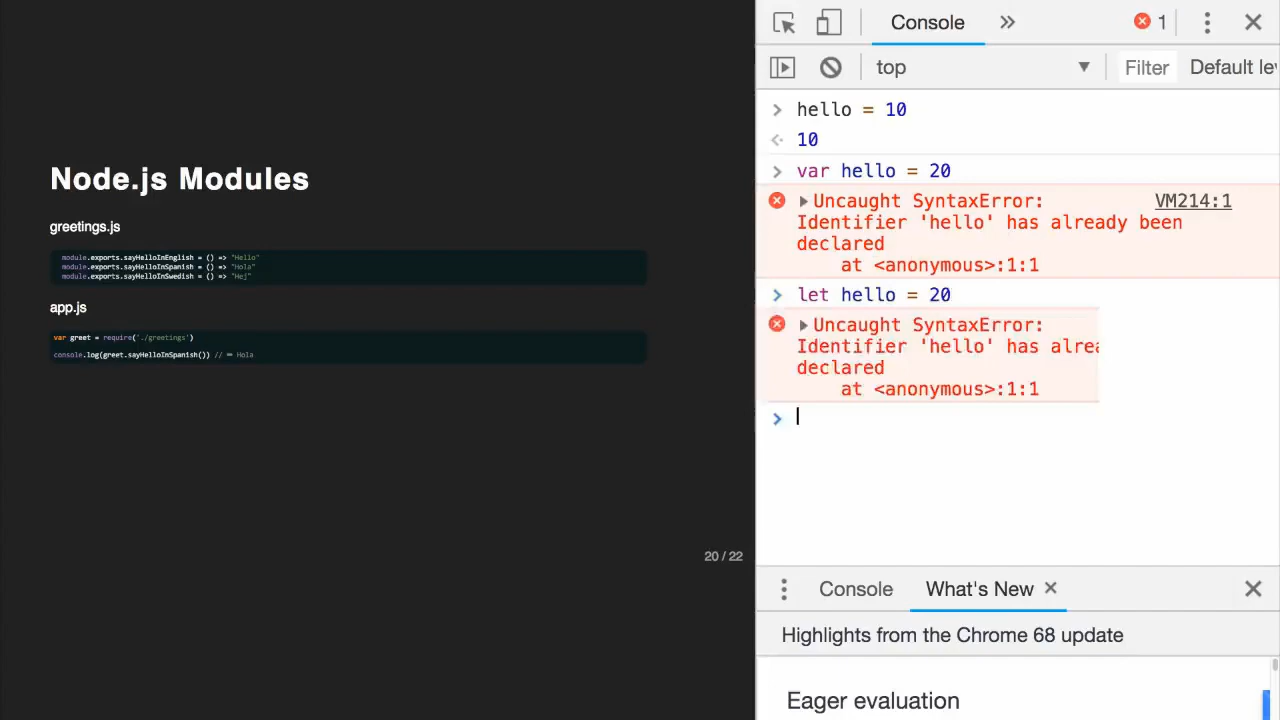 Node.js Modules
greetings.js
module.exports.sayHelloInEnglish = () => "Hello"
module.exports.sayHelloInSpanish = () => "Hola"
module.exports.sayHelloInSwedish = () => "Hej"
app.js
var greet = require('./greetings')
console.log(greet.sayHelloInSpanish()) // = Hola
20 / 22
Console » 1
top ▼ Filter Default le
> hello = 10
10
> var hello = 20
▶Uncaught SyntaxError: VM214:1
Identifier 'hello' has already been
declared
at <anonymous>:1:1
> let hello = 20
▶Uncaught SyntaxError:
Identifier 'hello' has alrea
declared
at <anonymous>:1:1
>
Console What's New ×
Highlights from the Chrome 68 update
Eager evaluation